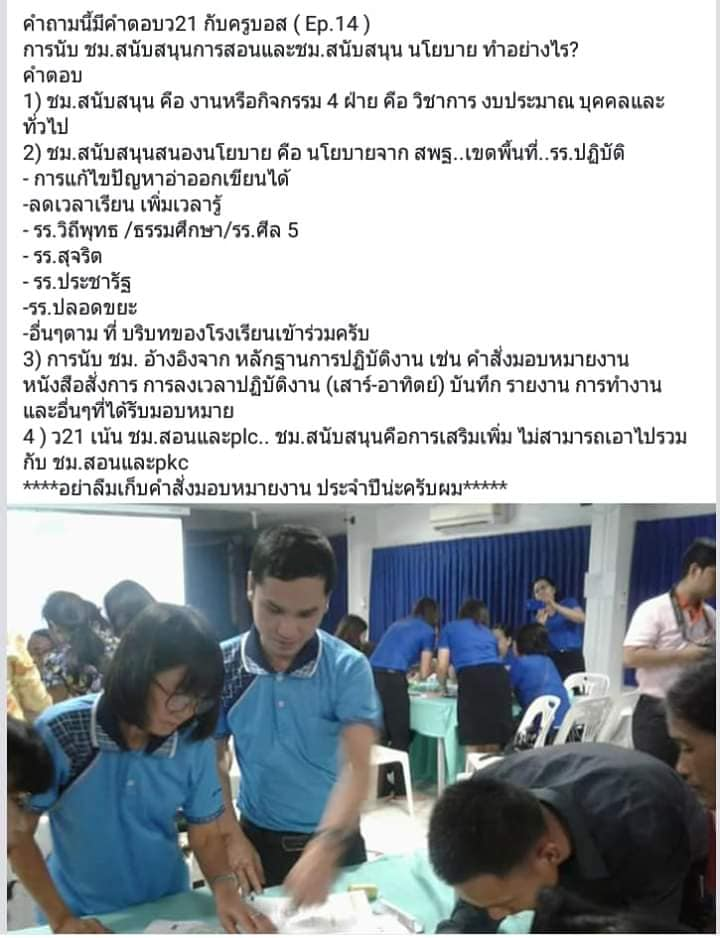 คำถามนี้มีคำตอบว21 กับครูบอส ( Ep.14 )
การนับ ชม.สนับสนุนการสอนและชม.สนับสนุน นโยบาย ทำอย่างไร?
คำตอบ
1) ชม.สนับสนุน คือ งานหรือกิจกรรม 4 ฝ่าย คือ วิชาการ งบประมาณ บุคคลและ
ทั่วไป
2) ชม.สนับสนุนสนองนโยบาย คือ นโยบายจาก สพฐ..เขตพื้นที่..รร.ปฏิบัติ
- การแก้ไขปัญหาอ่าออกเขียนได้
-ลดเวลาเรียน เพิ่มเวลารู้
- รร.วิถีพุทธ /ธรรมศึกษา/รร.ศีล 5
- รร.สุจริต
- รร.ประชารัฐ
-รร.ปลอดขยะ
-อื่นๆตาม ที่ บริบทของโรงเรียนเข้าร่วมครับ
3) การนับ ชม. อ้างอิงจาก หลักฐานการปฏิบัติงาน เช่น คำสั่งมอบหมายงาน
หนังสือสั่งการ การลงเวลาปฏิบัติงาน (เสาร์-อาทิตย์) บันทึก รายงาน การทำงาน
และอื่นๆที่ได้รับมอบหมาย
4 ) ว21 เน้น ชม.สอนและplc.. ชม.สนับสนุนคือการเสริมเพิ่ม ไม่สามารถเอาไปรวม
กับ ชม.สอนและpkc
****อย่าลืมเก็บคำสั่งมอบหมายงาน ประจำปีน่ะครับผม*****